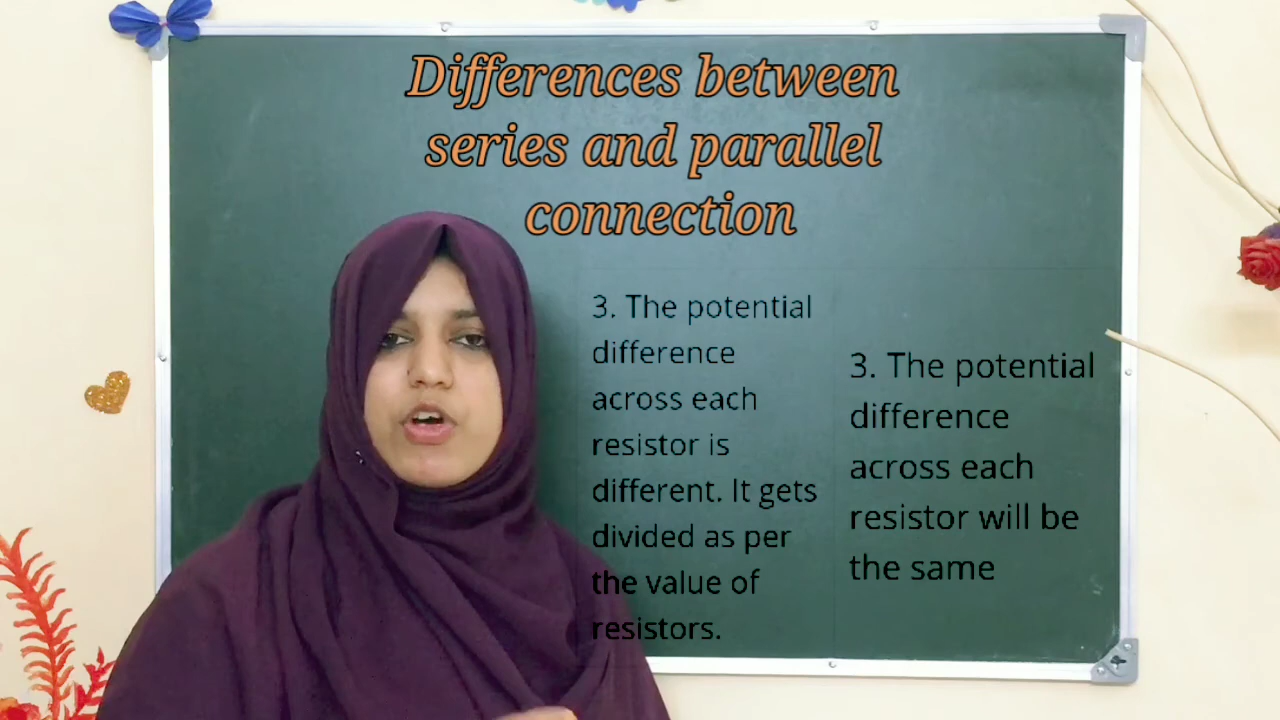 Differences between
series and parallel
connection
3. The potential
difference
across each
resistor is
different. It gets
divided as per
the value of
resistors.
3. The potential
difference
across each
resistor will be
the same